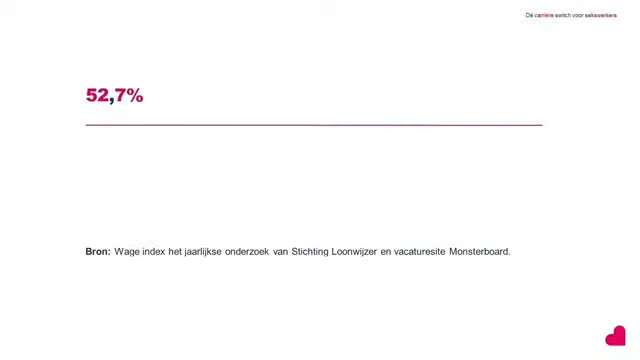 Dé carrière switch voor sekswerkers
52,7%
Bron: Wage index het jaarlijkse onderzoek van Stichting Loonwijzer en vacaturesite Monsterboard.